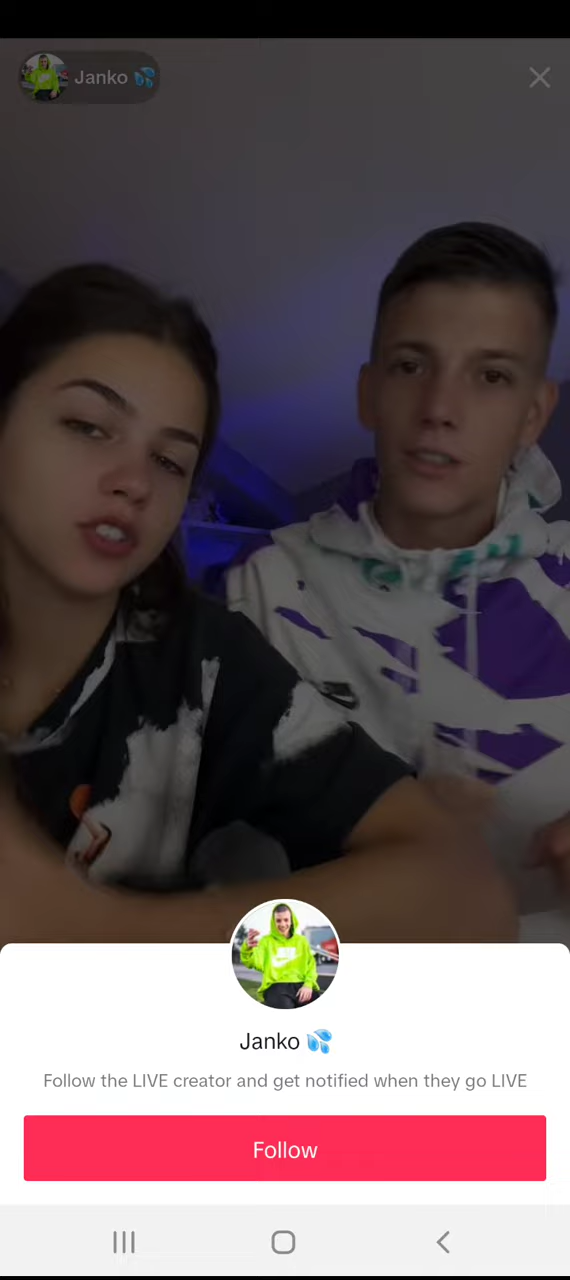 Janko 💦
Janko 💦
Follow the LIVE creator and get notified when they go LIVE
Follow